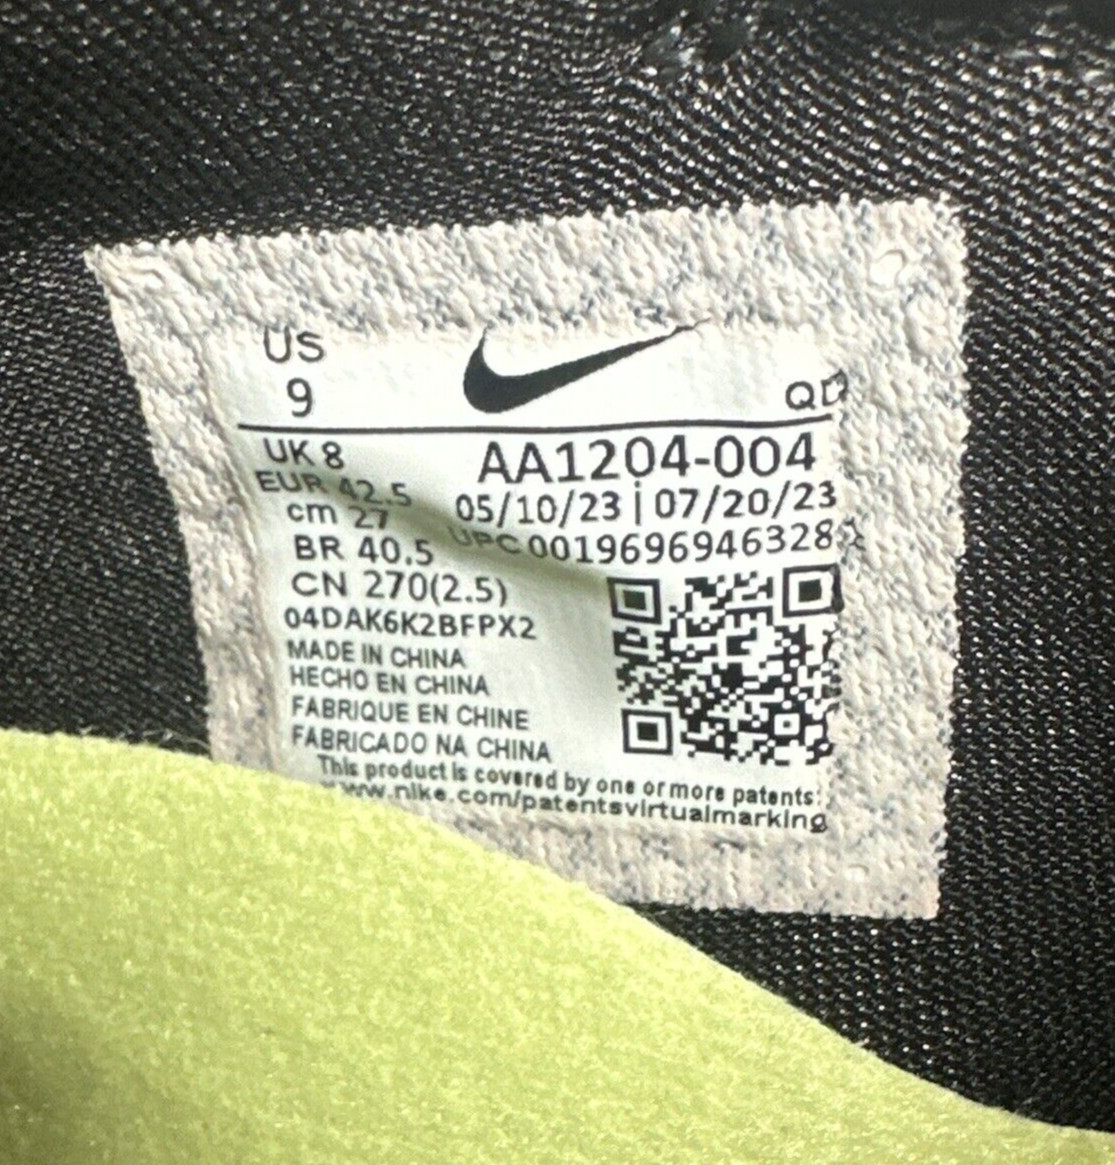 US
9
QD
UK 8
AA1204-004
EUR 42.5
05/10/23 | 07/20/23
cm 27
UPC 0019696946328
BR 40.5
CN 270(2.5)
04DAK6K2BFPX2
MADE IN CHINA
HECHO EN CHINA
FABRIQUE EN CHINE
FABRICADO NA CHINA
This product is covered by one or more patents:
www.nike.com/patentsvirtualmarking